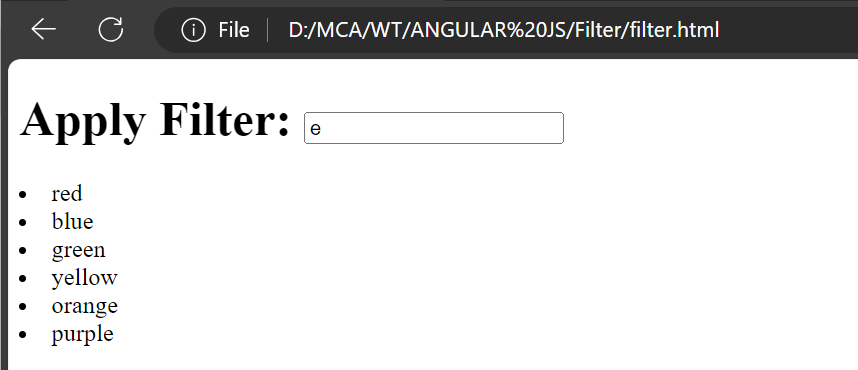 File D:/MCA/WT/ANGULAR%20JS/Filter/filter.html
Apply Filter: e
red
blue
green
yellow
orange
purple